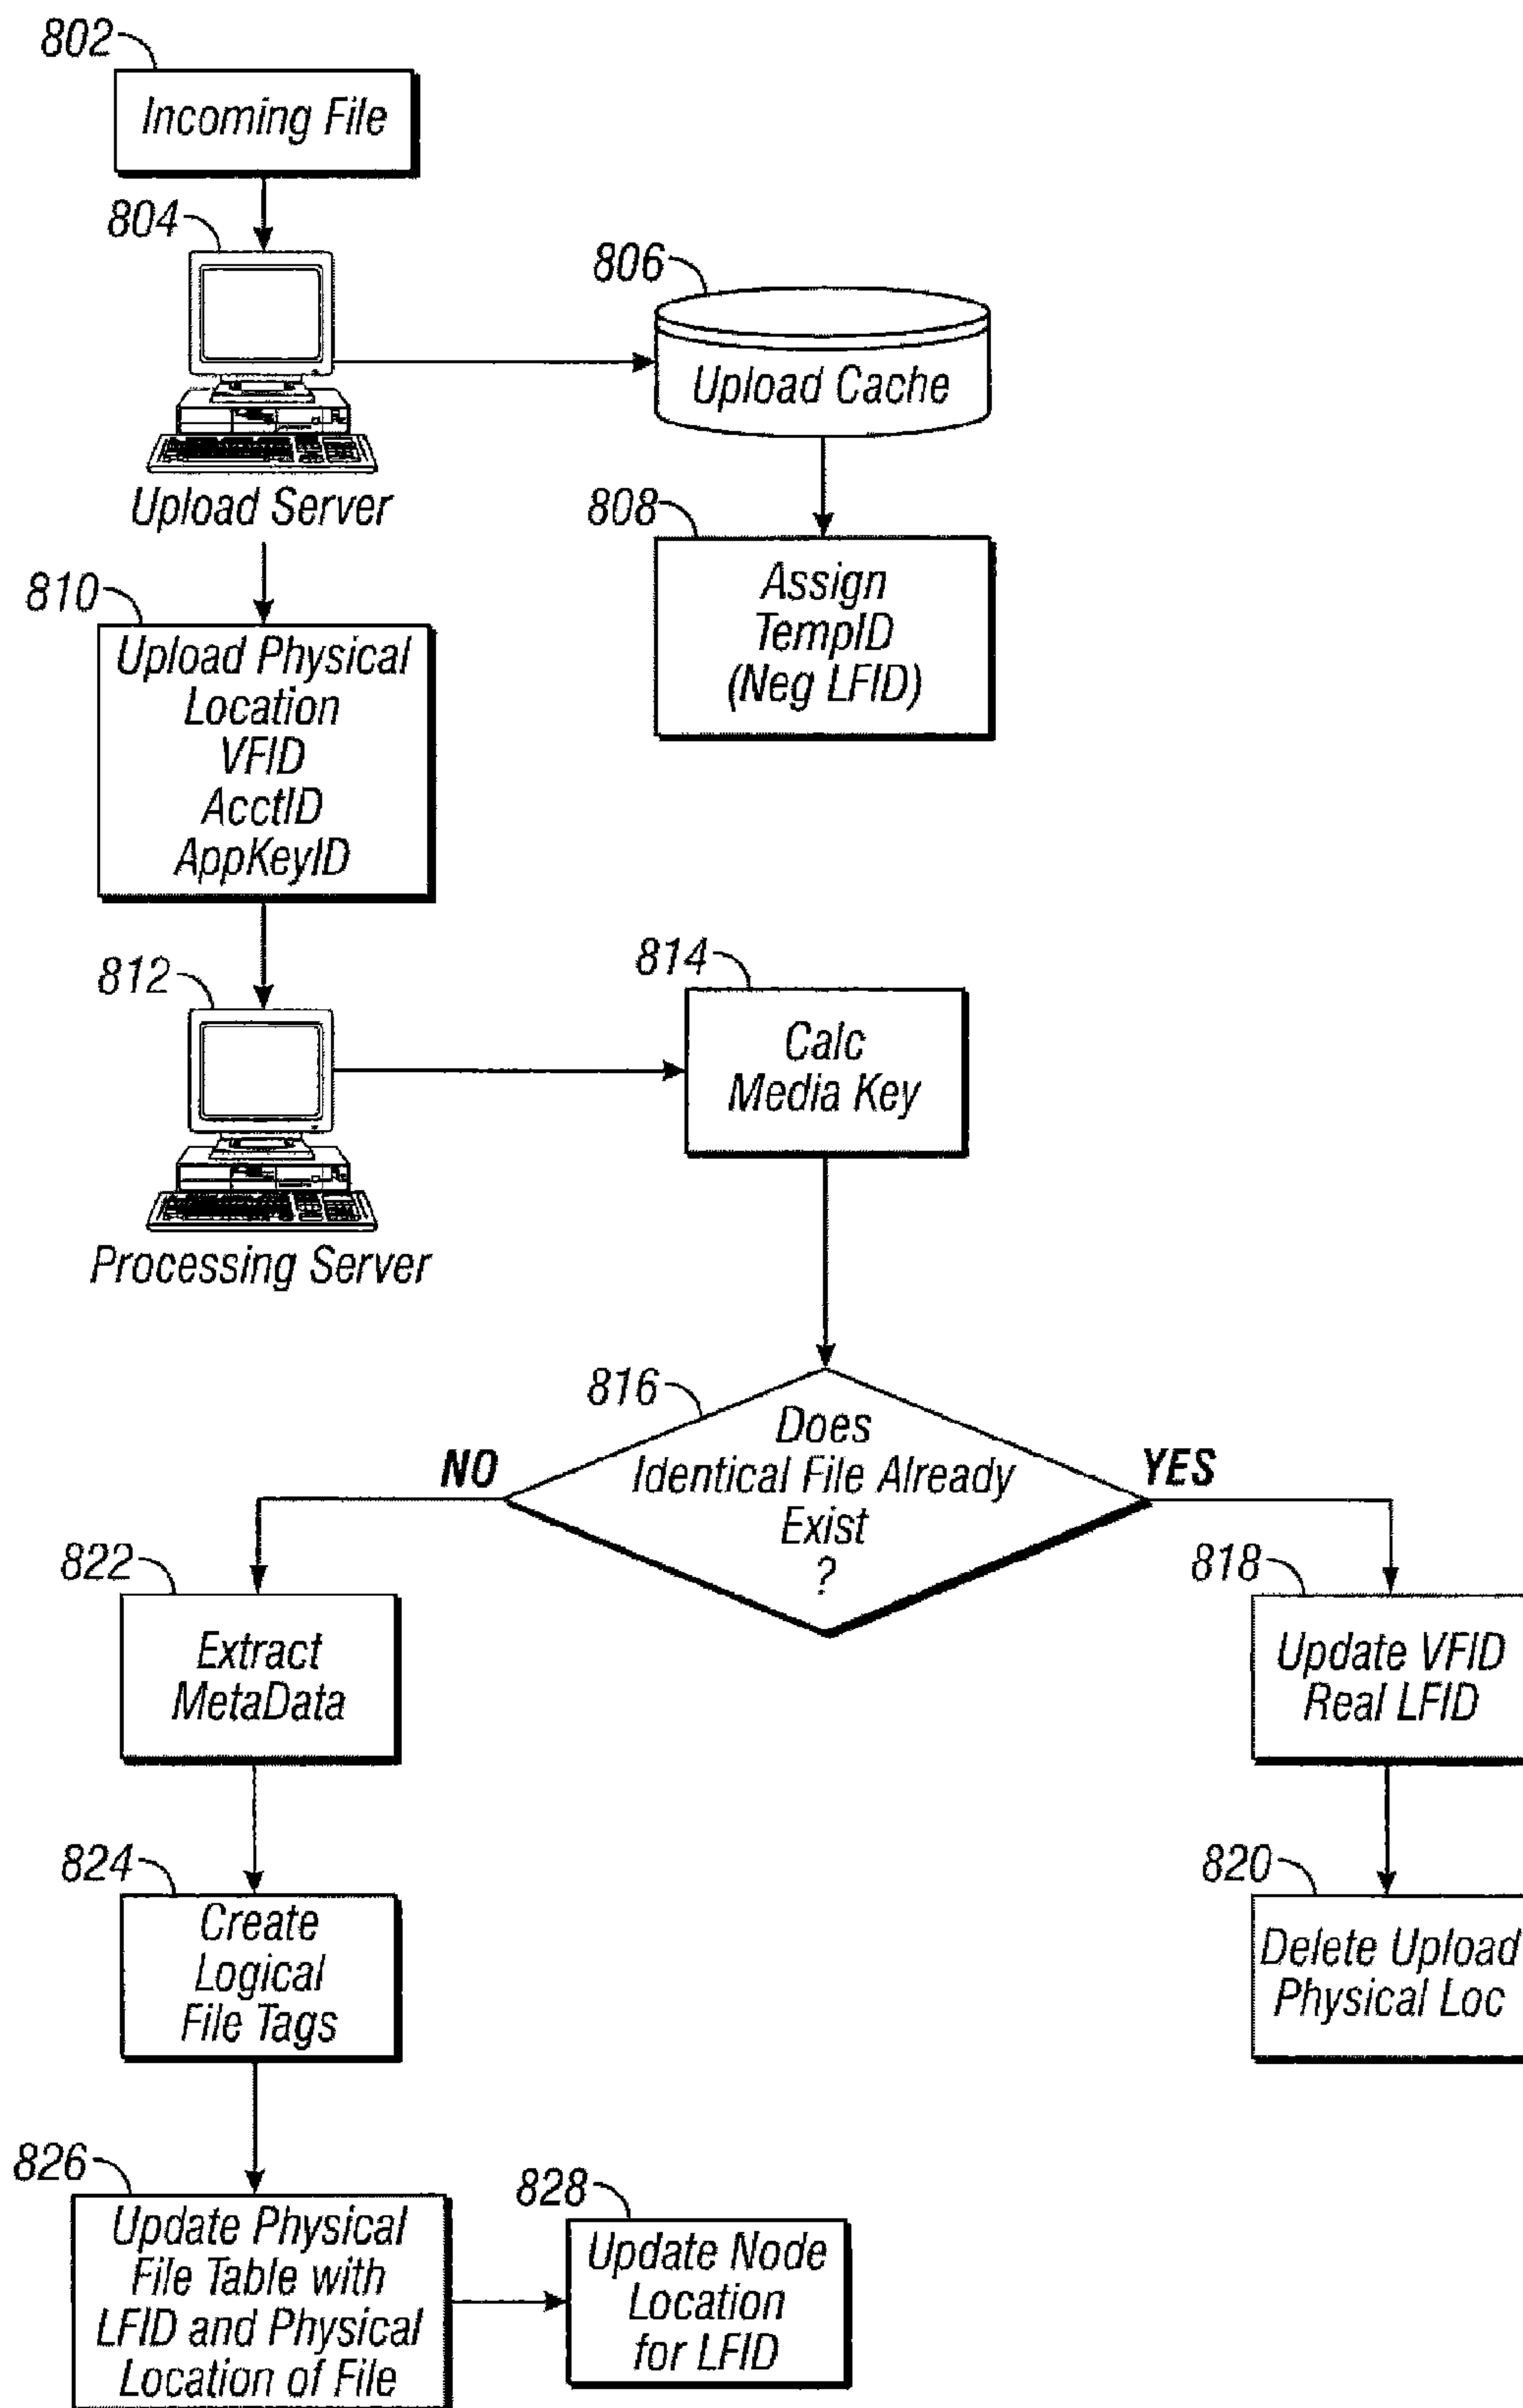 802
Incoming File
804
Upload Server
806
Upload Cache
808
Assign
TempID
(Neg LFID)
810
Upload Physical
Location
VFID
AcctID
AppKeyID
812
Processing Server
814
Calc
Media Key
816
Does
Identical File Already
Exist
?
NO
YES
818
Update VFID
Real LFID
820
Delete Upload
Physical Loc
822
Extract
MetaData
824
Create
Logical
File Tags
826
Update Physical
File Table with
LFID and Physical
Location of File
828
Update Node
Location
for LFID